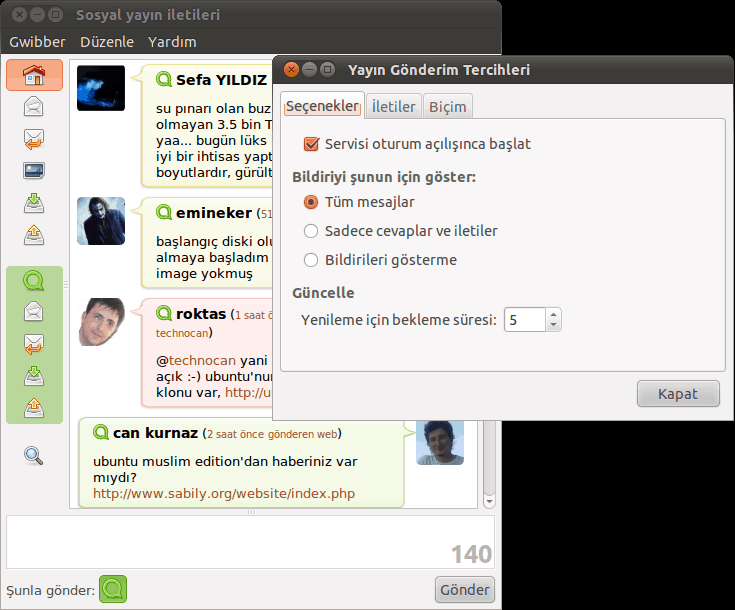 Sosyal yayın iletileri
Gwibber Düzenle Yardım
Sefa YILDIZ
su pınarı olan buz
olmayan 3.5 bin T
yaa... bugün lüks
iyi bir ihtisas yapt
boyutlardır, gürült
emineker (51
başlangıç diski olu
almaya başladım
image yokmuş
roktas (1 saat ö
technocan)
@technocan yani
açık :-) ubuntu'nun
klonu var, http://u
can kurnaz (2 saat önce gönderen web)
ubuntu muslim edition'dan haberiniz var
mıydı?
http://www.sabily.org/website/index.php
140
Şunla gönder:
Gönder
Yayın Gönderim Tercihleri
Seçenekler İletiler Biçim
Servisi oturum açılışınca başlat
Bildiriyi şunun için göster:
Tüm mesajlar
Sadece cevaplar ve iletiler
Bildirileri gösterme
Güncelle
Yenileme için bekleme süresi: 5
Kapat